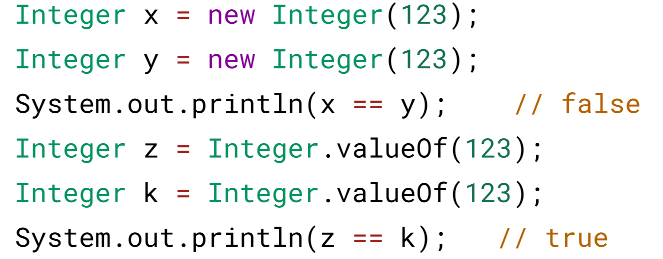 Integer x = new Integer(123);
Integer y = new Integer(123);
System.out.println(x == y);    // false
Integer z = Integer.valueOf(123);
Integer k = Integer.valueOf(123);
System.out.println(z == k);   // true